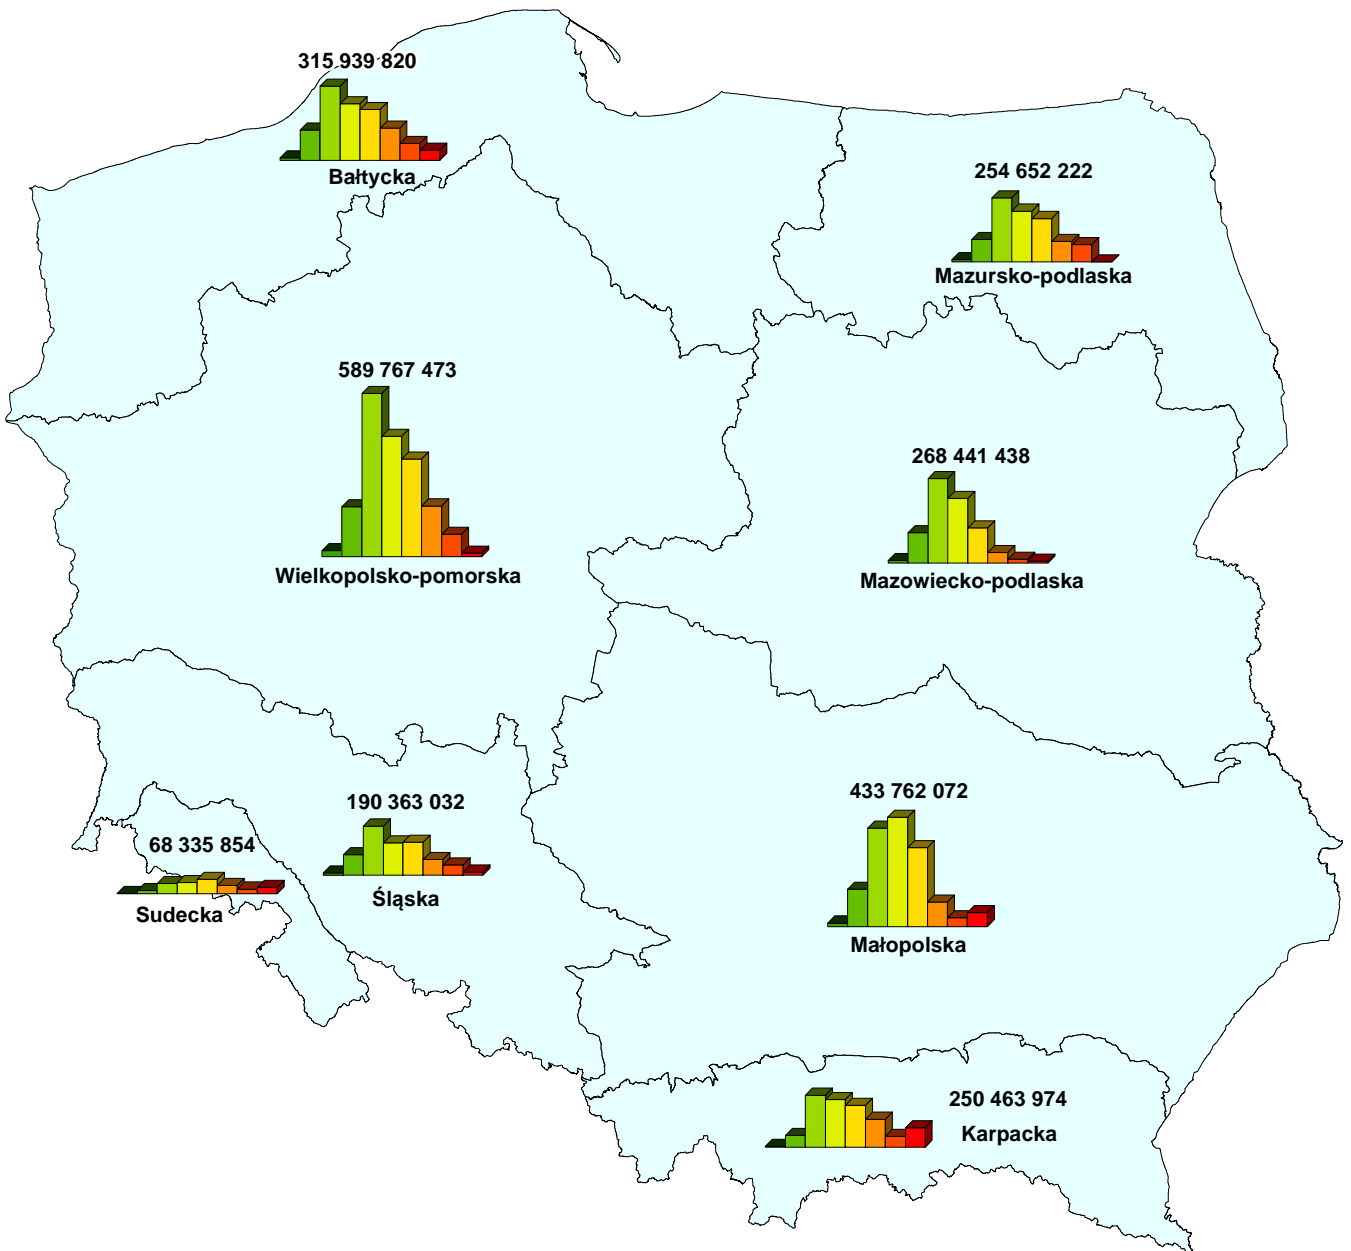 315 939 820
Bałtycka
254 652 222
Mazursko-podlaska
589 767 473
Wielkopolsko-pomorska
268 441 438
Mazowiecko-podlaska
190 363 032
Śląska
68 335 854
Sudecka
433 762 072
Małopolska
250 463 974
Karpacka